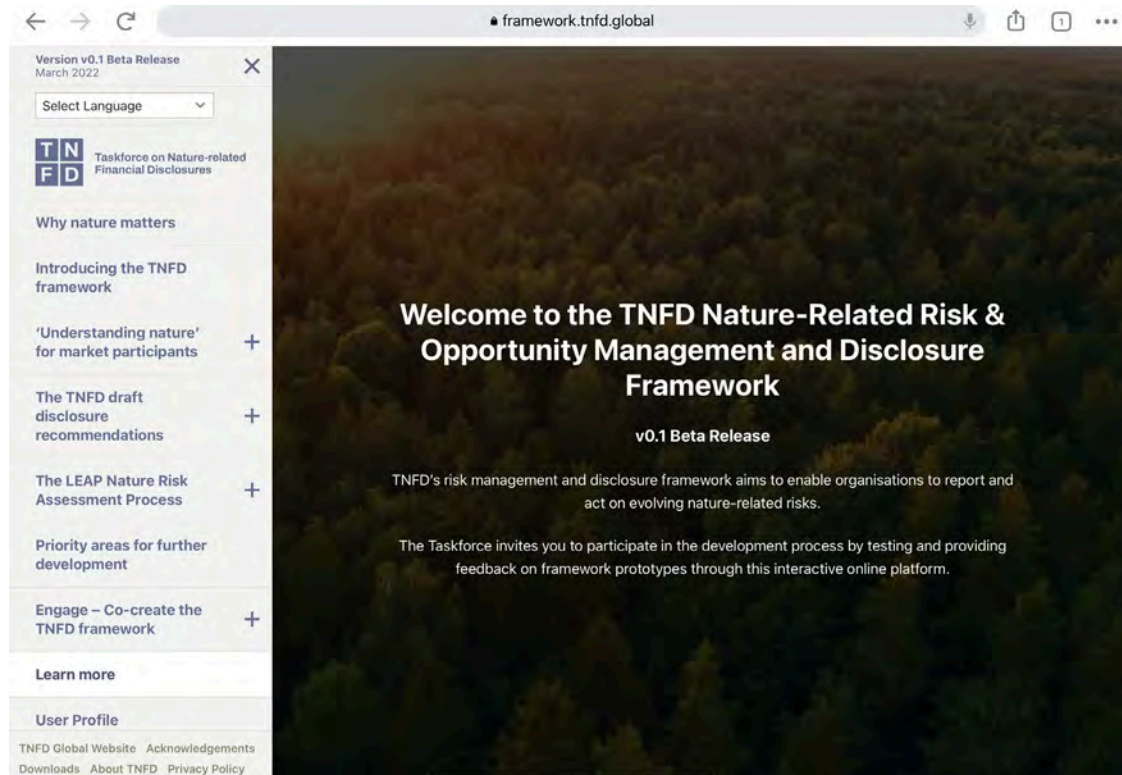 framework.tnfd.global
1
Version v0.1 Beta Release
March 2022
Select Language
T N
F D
Taskforce on Nature-related
Financial Disclosures
Why nature matters
Introducing the TNFD
framework
‘Understanding nature’
for market participants
The TNFD draft
disclosure
recommendations
The LEAP Nature Risk
Assessment Process
Priority areas for further
development
Engage – Co-create the
TNFD framework
Learn more
User Profile
TNFD Global Website Acknowledgements
Downloads About TNFD Privacy Policy
Welcome to the TNFD Nature-Related Risk &
Opportunity Management and Disclosure
Framework
v0.1 Beta Release
TNFD's risk management and disclosure framework aims to enable organisations to report and
act on evolving nature-related risks.
The Taskforce invites you to participate in the development process by testing and providing
feedback on framework prototypes through this interactive online platform.